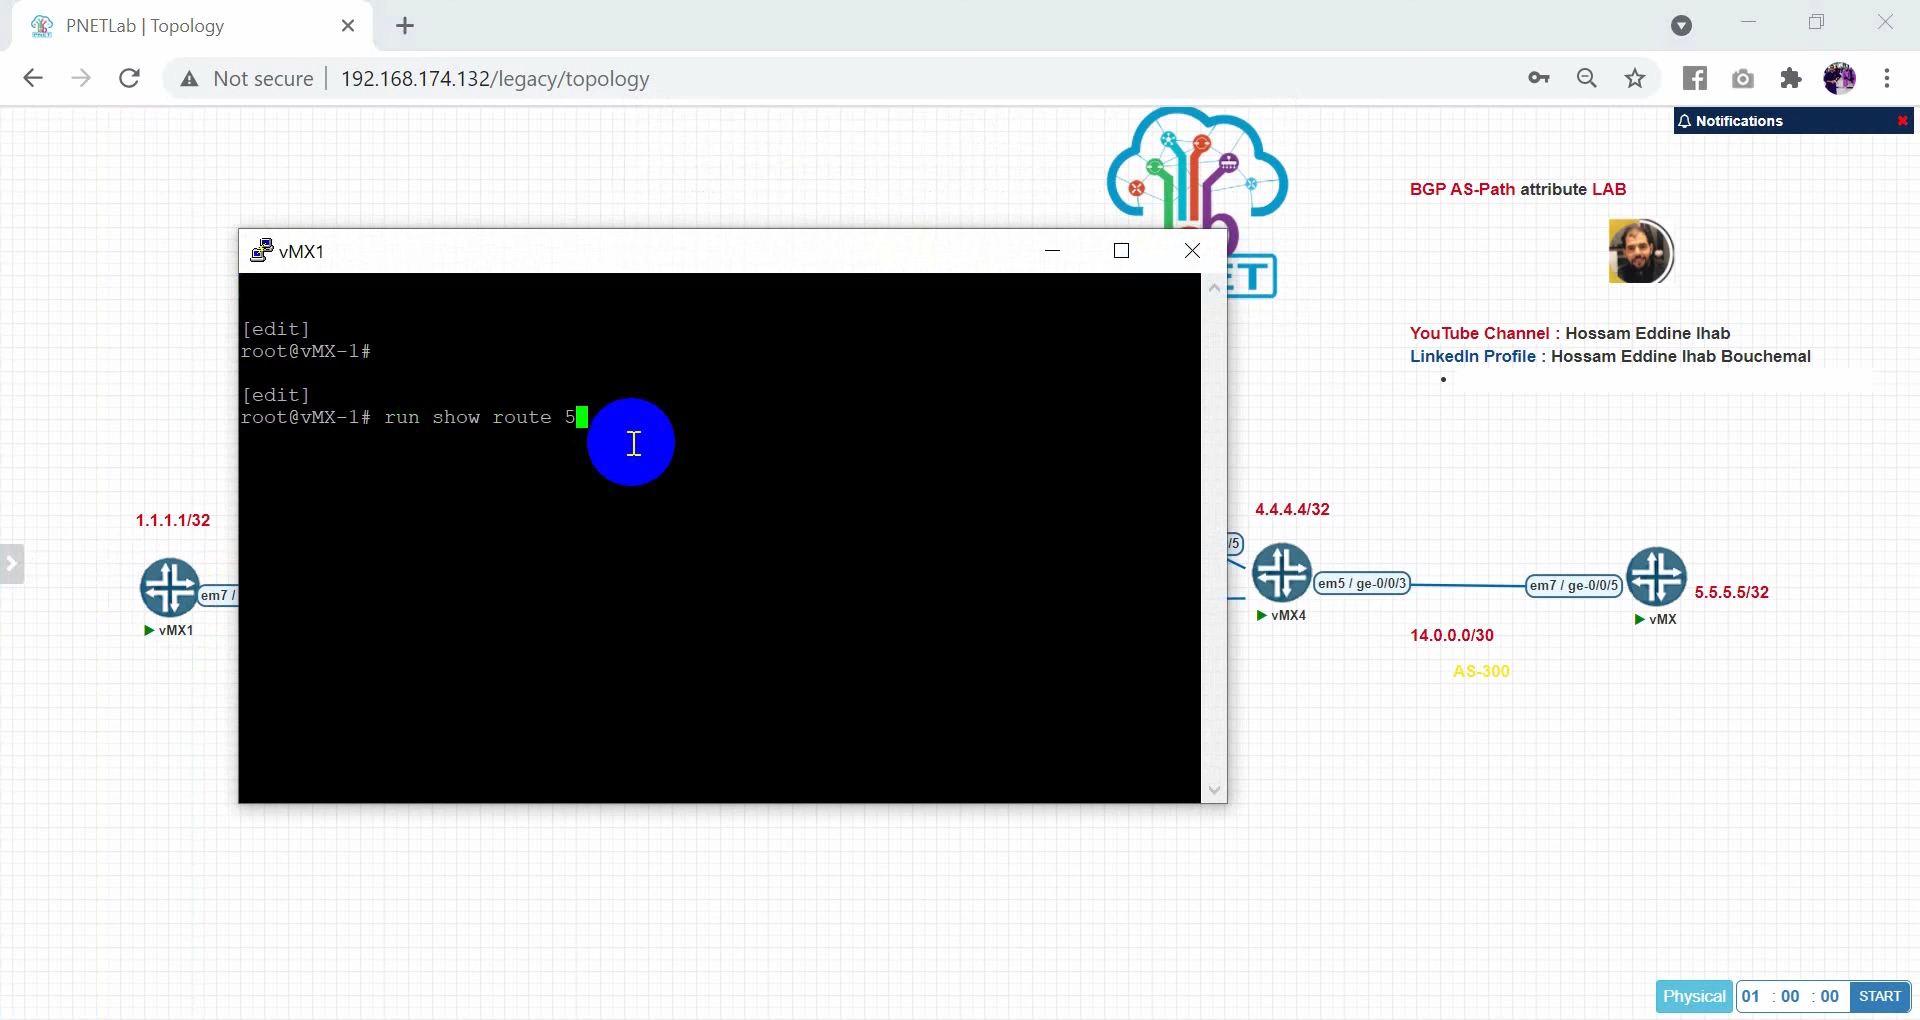 PNETLab | Topology
Not secure
192.168.174.132/legacy/topology
Notifications
BGP AS-Path attribute LAB
vMX1
YouTube Channel : Hossam Eddine Ihab
LinkedIn Profile : Hossam Eddine Ihab Bouchemal
[edit]
root@vMX-1#
[edit]
root@vMX-1# run show route 5
1.1.1.1/32
4.4.4.4/32
/5
em7 /
em5 / ge-0/0/3
em7 / ge-0/0/5
5.5.5.5/32
vMX1
vMX4
vMX
14.0.0.0/30
AS-300
Physical
01 : 00 : 00
START